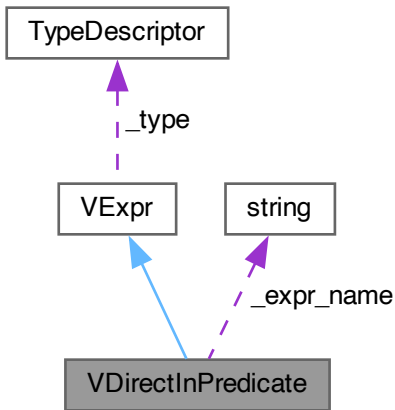 TypeDescriptor
_type
VExpr
string
_expr_name
VDirectInPredicate